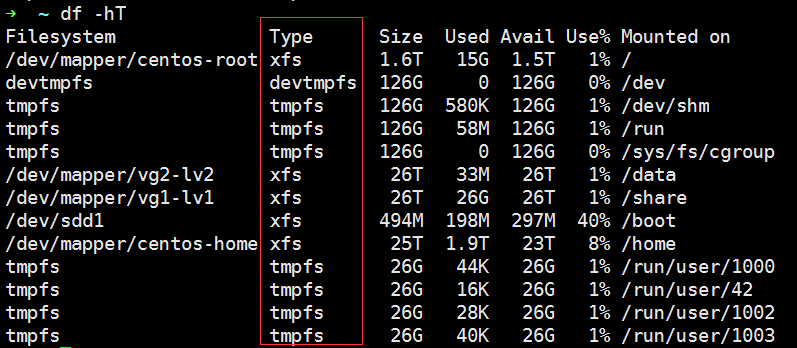 ➜  ~ df -hT
Filesystem              Type      Size  Used Avail Use% Mounted on
/dev/mapper/centos-root xfs       1.6T   15G  1.5T   1% /
devtmpfs                devtmpfs  126G     0  126G   0% /dev
tmpfs                   tmpfs     126G  580K  126G   1% /dev/shm
tmpfs                   tmpfs     126G   58M  126G   1% /run
tmpfs                   tmpfs     126G     0  126G   0% /sys/fs/cgroup
/dev/mapper/vg2-lv2     xfs        26T   33M   26T   1% /data
/dev/mapper/vg1-lv1     xfs        26T   26G   26T   1% /share
/dev/sdd1               xfs       494M  198M  297M  40% /boot
/dev/mapper/centos-home xfs        25T  1.9T   23T   8% /home
tmpfs                   tmpfs      26G   44K   26G   1% /run/user/1000
tmpfs                   tmpfs      26G   16K   26G   1% /run/user/42
tmpfs                   tmpfs      26G   28K   26G   1% /run/user/1002
tmpfs                   tmpfs      26G   40K   26G   1% /run/user/1003